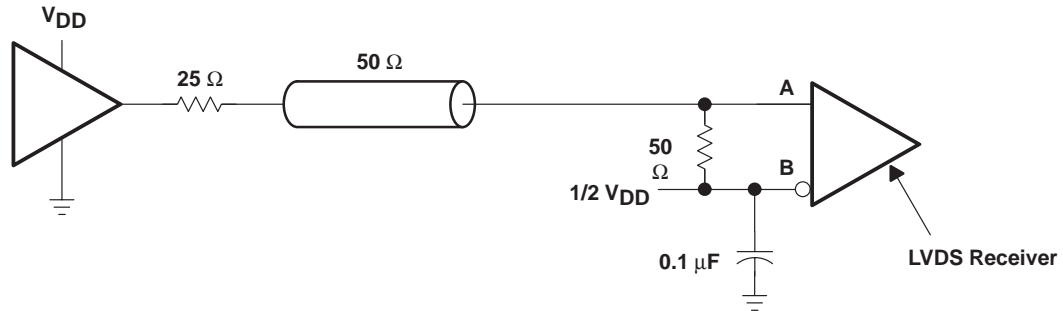 VDD
25 Ω
50 Ω
A
50
Ω
B
1/2 VDD
0.1 μF
LVDS Receiver